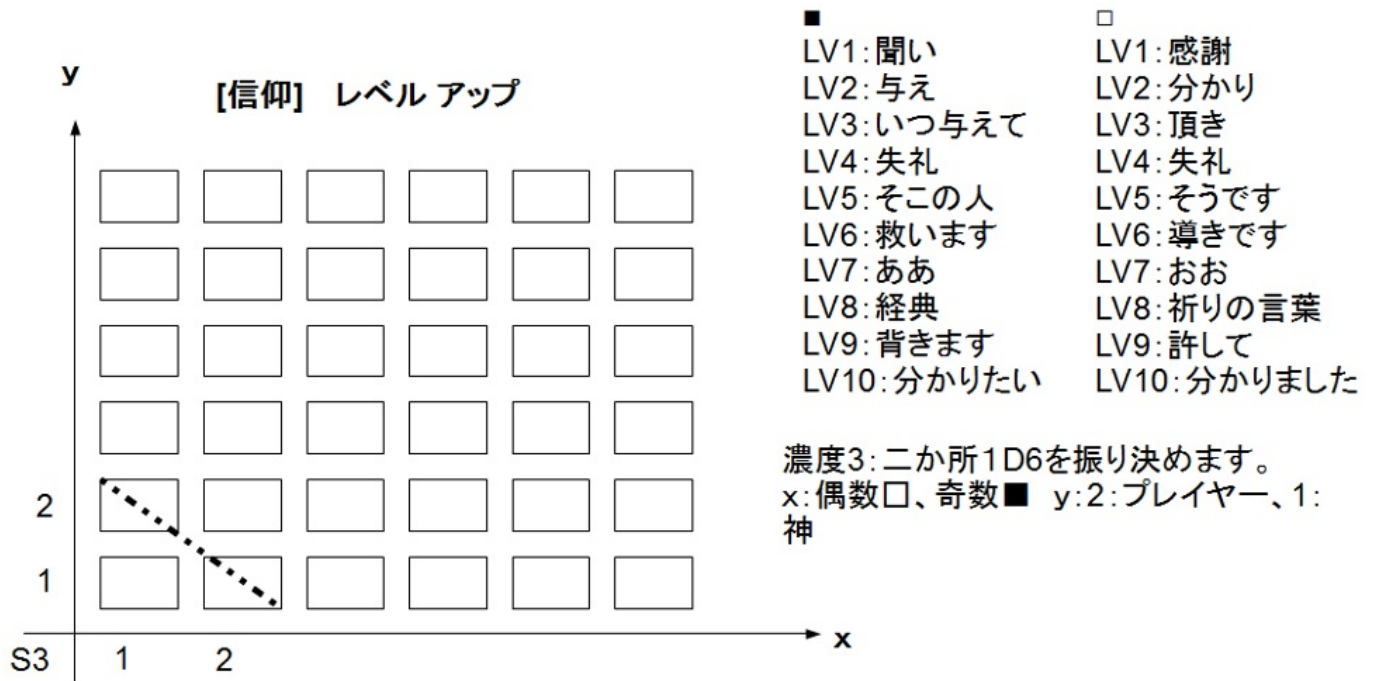 y
[信仰] レベル アップ
2
1
S3
1
2
x
■
LV1:聞い
LV2:与え
LV3:いつ与えて
LV4:失礼
LV5:そこの人
LV6:救います
LV7:ああ
LV8:経典
LV9:背きます
LV10:分かりたい
□
LV1:感謝
LV2:分かり
LV3:頂き
LV4:失礼
LV5:そうです
LV6:導きです
LV7:おお
LV8:祈りの言葉
LV9:許して
LV10:分かりました
濃度3:二か所1D6を振り決めます。
x:偶数□、奇数■ y:2:プレイヤー、1:
神